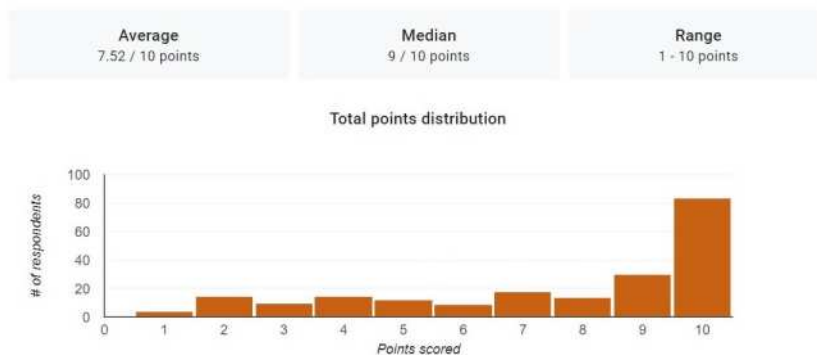 Average
7.52 / 10 points
Median
9 / 10 points
Range
1 - 10 points
Total points distribution
# of respondents
100
80
60
40
20
0
0 1 2 3 4 5 6 7 8 9 10
Points scored